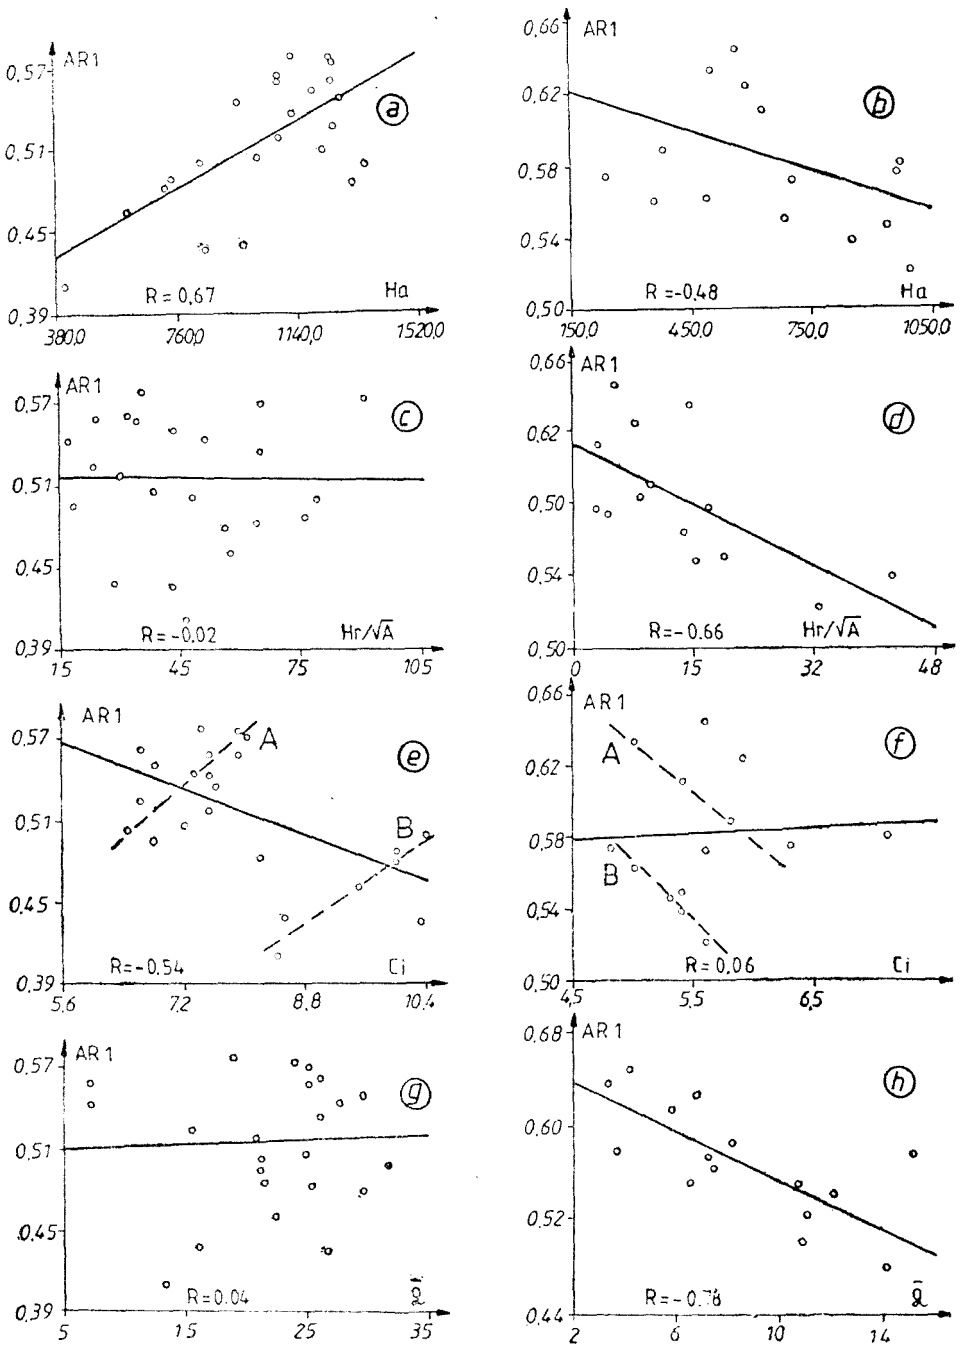 AR1
0,57
0,51
0,45
0,39
ⓐ
R = 0,67
Ha
380,0 760,0 1140,0 1520,0
AR1
0,66
0,62
0,58
0,54
0,50
ⓑ
R = -0.48
Ha
150,0 450,0 750,0 1050,0
AR1
0,57
0,51
0,45
0,39
ⓒ
R = -0.02
Hr/√A
15 45 75 105
AR1
0,66
0,62
0,50
0,54
0,50
ⓓ
R = -0.66
Hr/√A
0 15 32 48
AR1
0,57
0,51
0,45
0,39
A
B
ⓔ
R = -0.54
Ci
5,6 7,2 8,8 10,4
AR1
0,66
0,62
0,58
0,54
0,50
A
B
ⓕ
R = 0,06
Ci
4,5 5,5 6,5
AR1
0,57
0,51
0,45
0,39
ⓖ
R = 0.04
5 15 25 35
AR1
0,68
0,60
0,52
0,44
ⓗ
R = -0.78
2 6 10 14